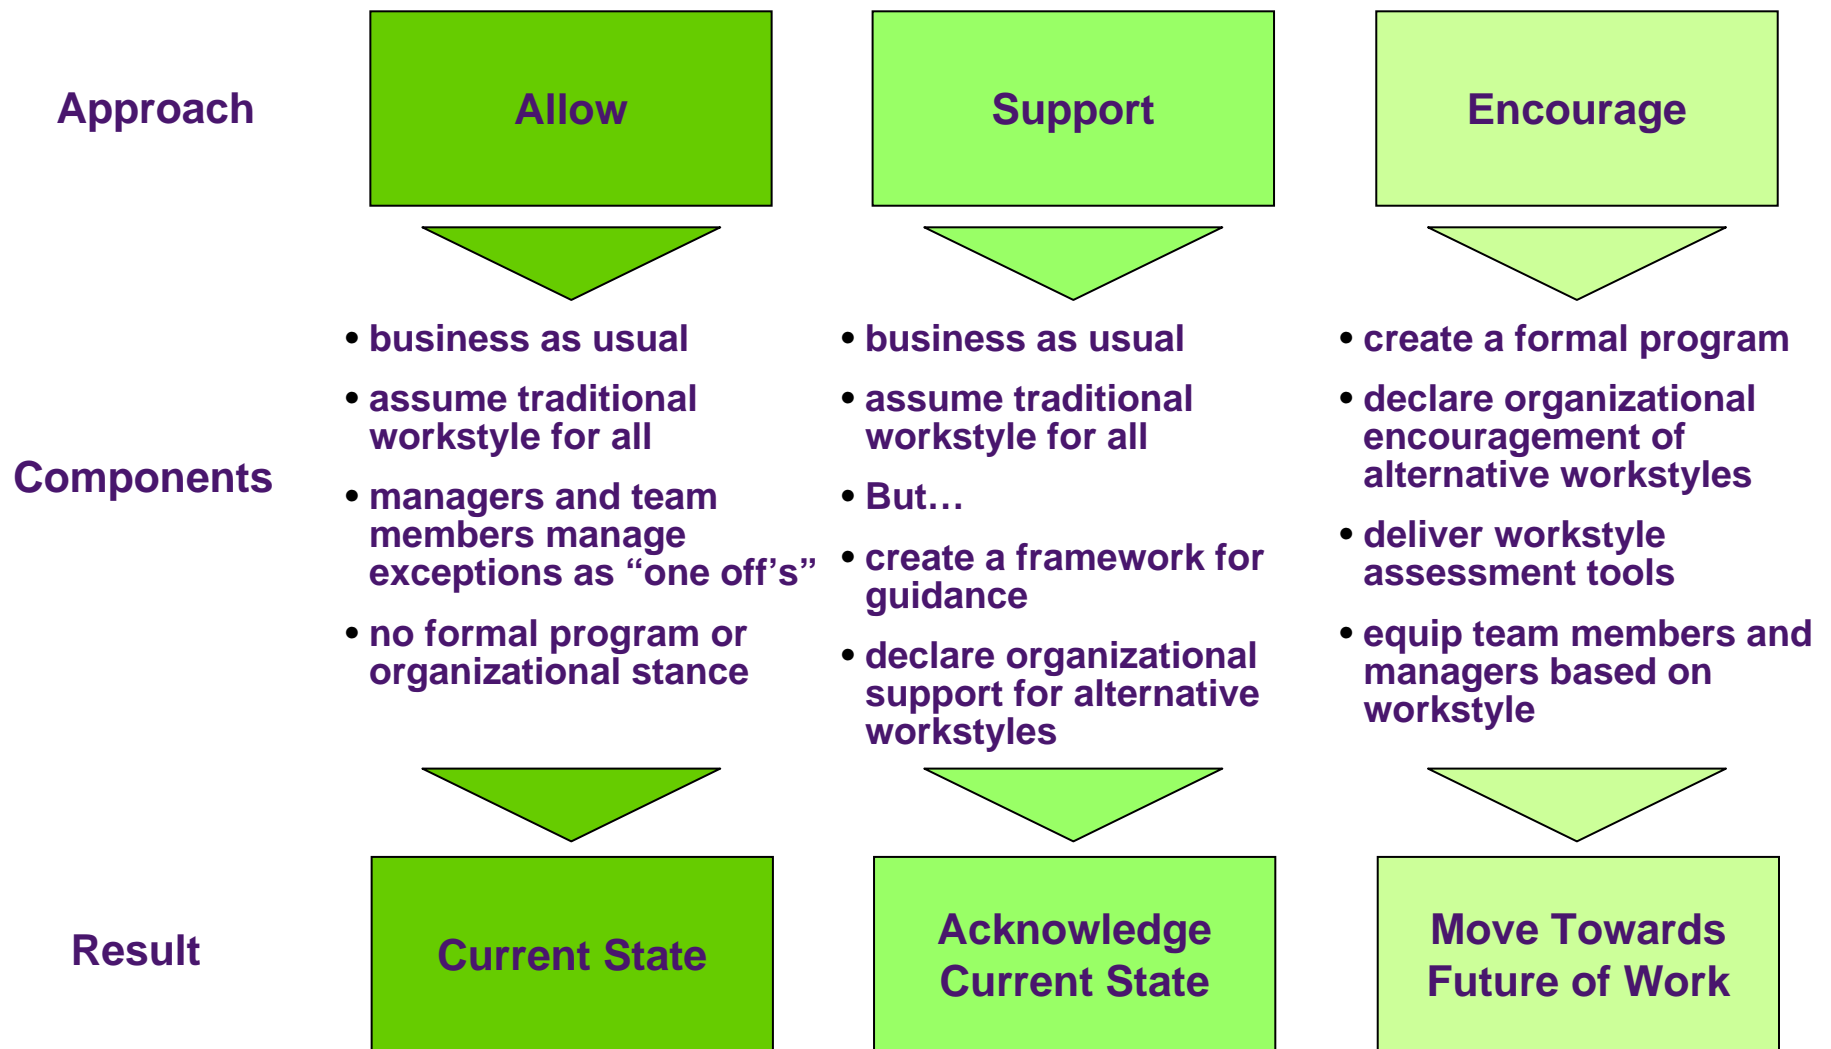 Approach
Allow
Support
Encourage
Components
• business as usual
• assume traditional
workstyle for all
• managers and team
members manage
exceptions as “one off’s”
• no formal program or
organizational stance
• business as usual
• assume traditional
workstyle for all
• But…
• create a framework for
guidance
• declare organizational
support for alternative
workstyles
• create a formal program
• declare organizational
encouragement of
alternative workstyles
• deliver workstyle
assessment tools
• equip team members and
managers based on
workstyle
Result
Current State
Acknowledge
Current State
Move Towards
Future of Work